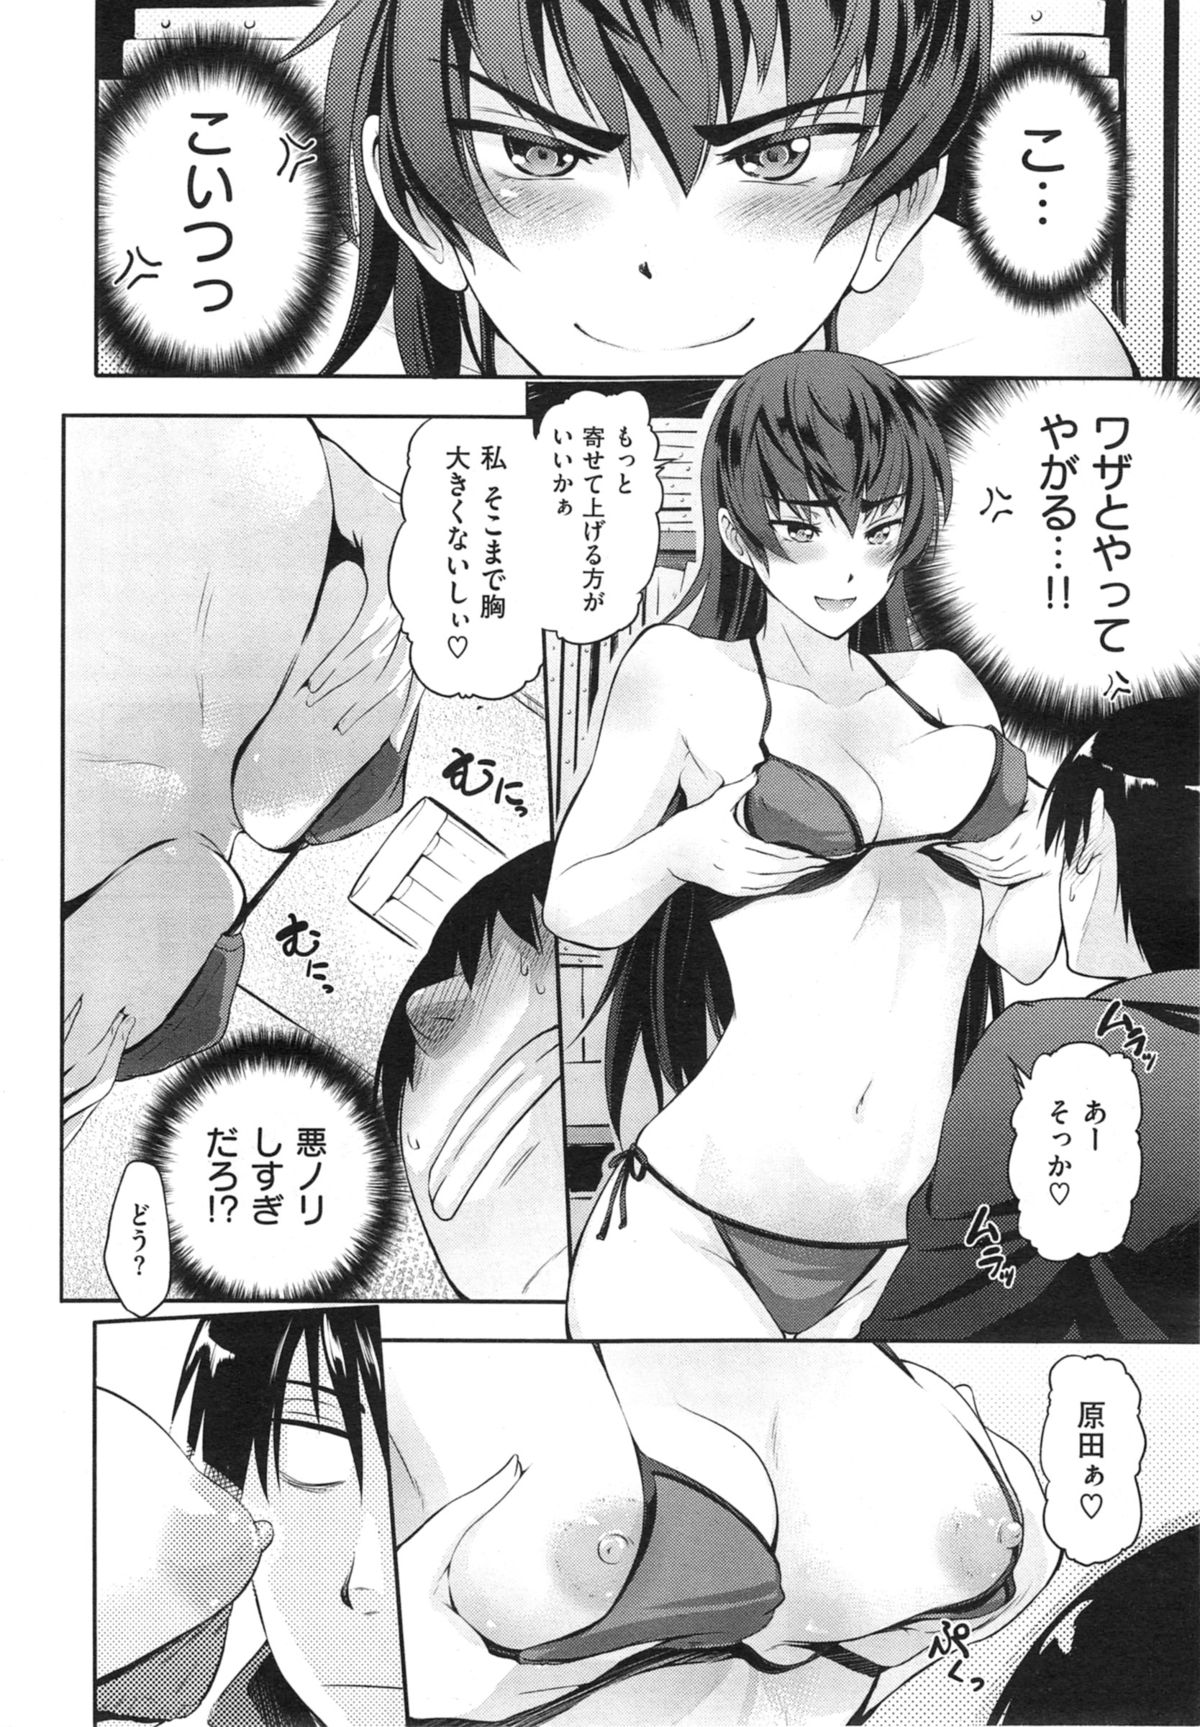 こ…
こいつっ
ワザとやって
やがる…!!
あー
そっか♡
もっと
寄せて上げる方が
いいかぁ
私 そこまで胸
大きくないしぃ♡
ムラッ
ムラッ
むにっ
むにっ
悪ノリ
しすぎ
だろ!?
どう?
原田ぁ♡
ぷくっ